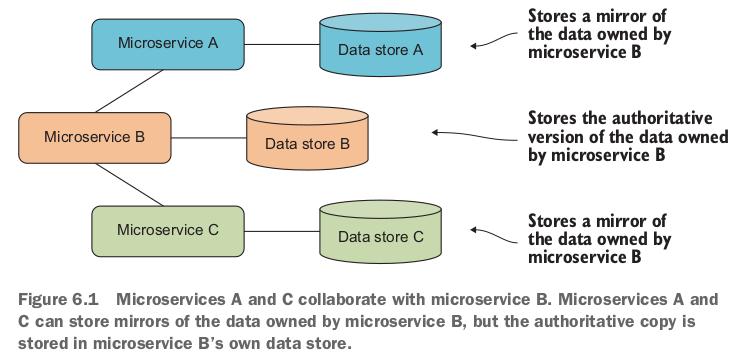 Microservice A
Data store A
Stores a mirror of
the data owned by
microservice B
Microservice B
Data store B
Stores the authoritative
version of the data owned
by microservice B
Microservice C
Data store C
Stores a mirror of
the data owned by
microservice B
Figure 6.1 Microservices A and C collaborate with microservice B. Microservices A and
C can store mirrors of the data owned by microservice B, but the authoritative copy is
stored in microservice B's own data store.